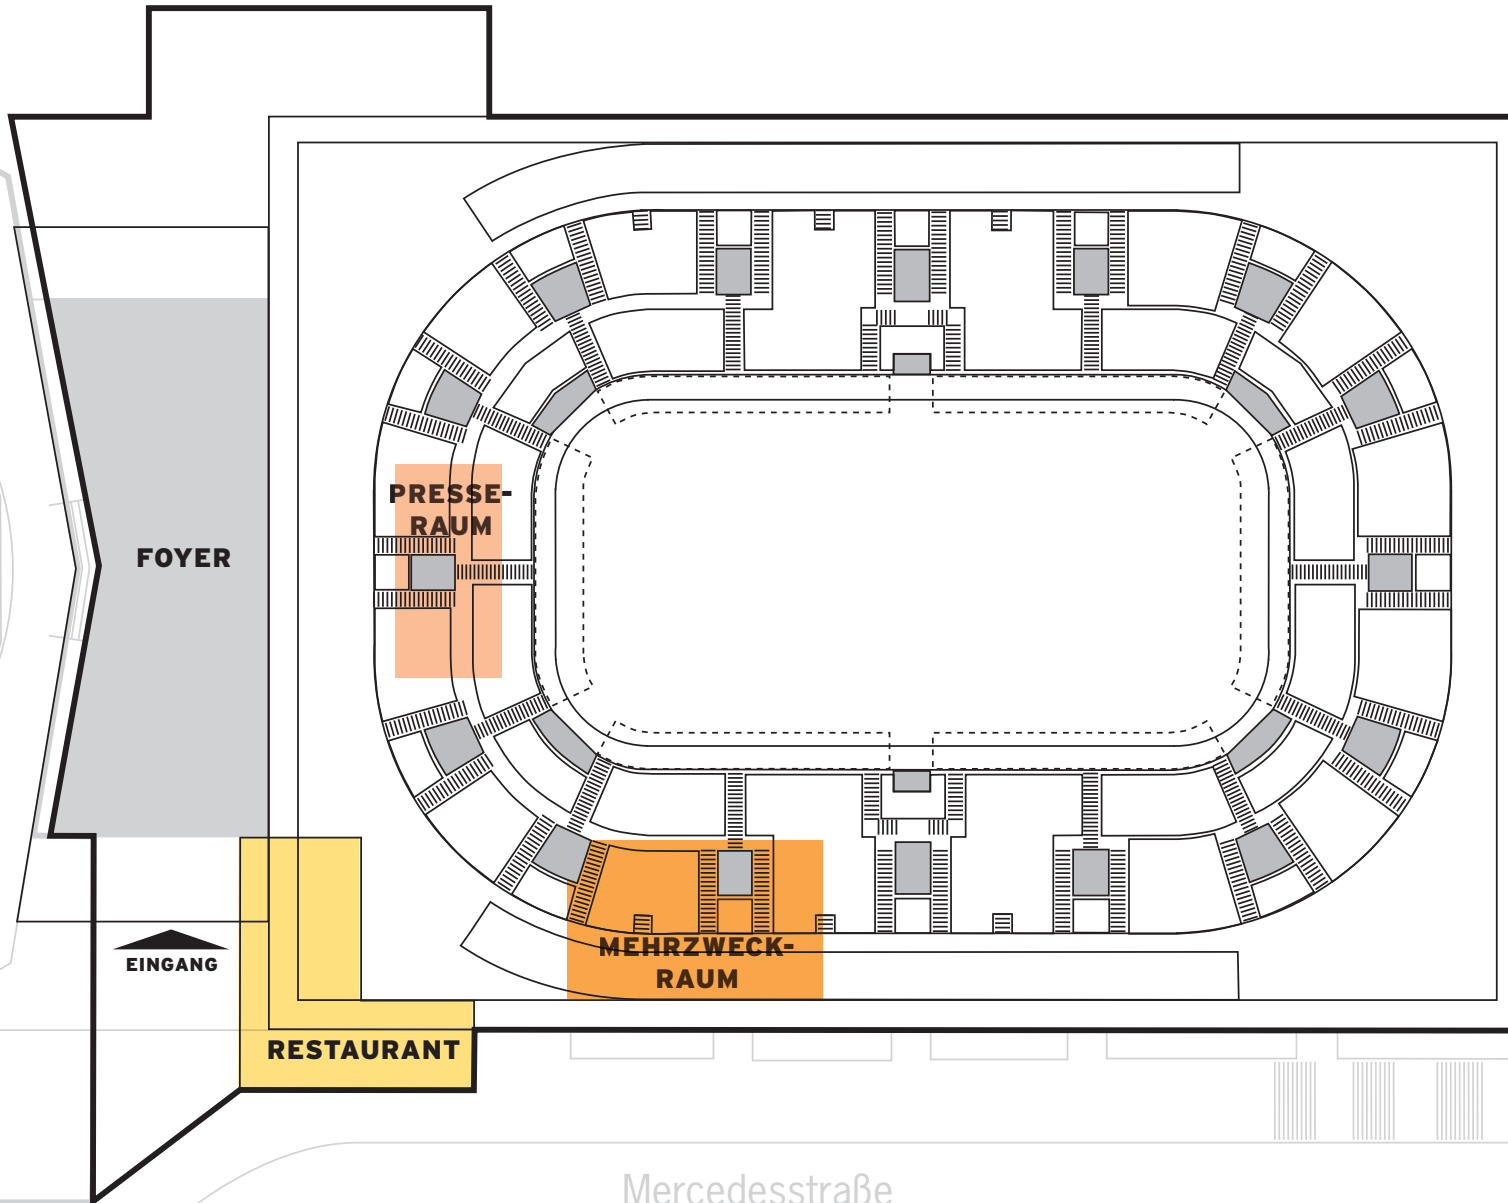 PRESSE-
RAUM
FOYER
MEHRZWECK-
RAUM
EINGANG
RESTAURANT
Mercedesstraße